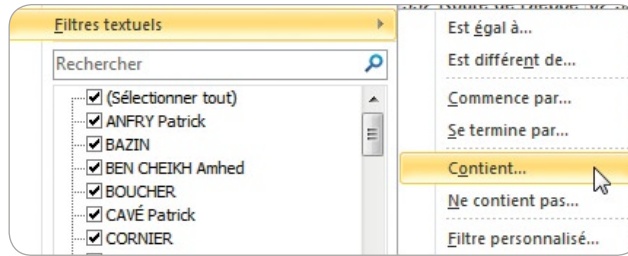 Filtres textuels
Rechercher
(Sélectionner tout)
ANFRY Patrick
BAZIN
BEN CHEIKH Amhed
BOUCHER
CAVÉ Patrick
CORNIER
Est égal à...
Est différent de...
Commence par...
Se termine par...
Contient...
Ne contient pas...
Filtre personnalisé...